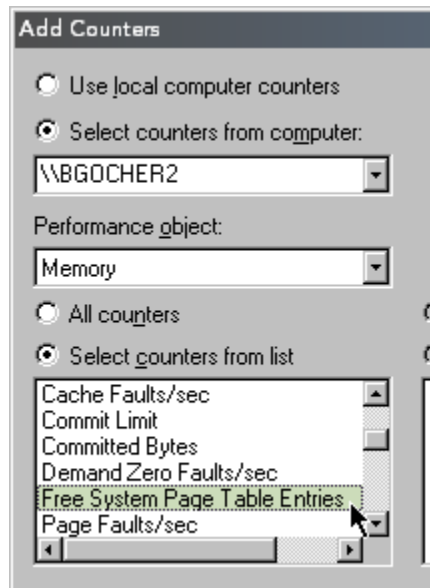 Add Counters
Use local computer counters
Select counters from computer:
\\BGOCHER2
Performance object:
Memory
All counters
Select counters from list
Cache Faults/sec
Commit Limit
Committed Bytes
Demand Zero Faults/sec
Free System Page Table Entries
Page Faults/sec